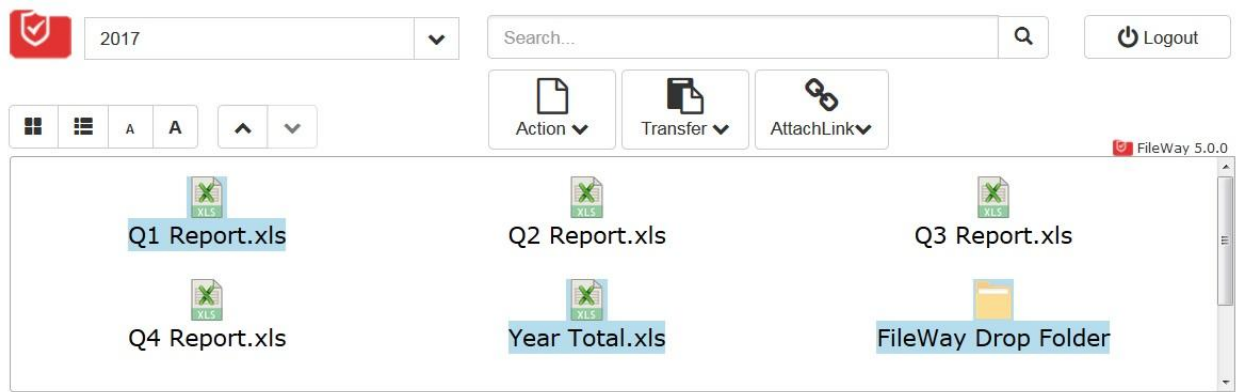 2017
Search...
Logout
A A
Action Transfer AttachLink
FileWay 5.0.0
XLS XLS XLS
Q1 Report.xls Q2 Report.xls Q3 Report.xls
XLS XLS
Q4 Report.xls Year Total.xls FileWay Drop Folder